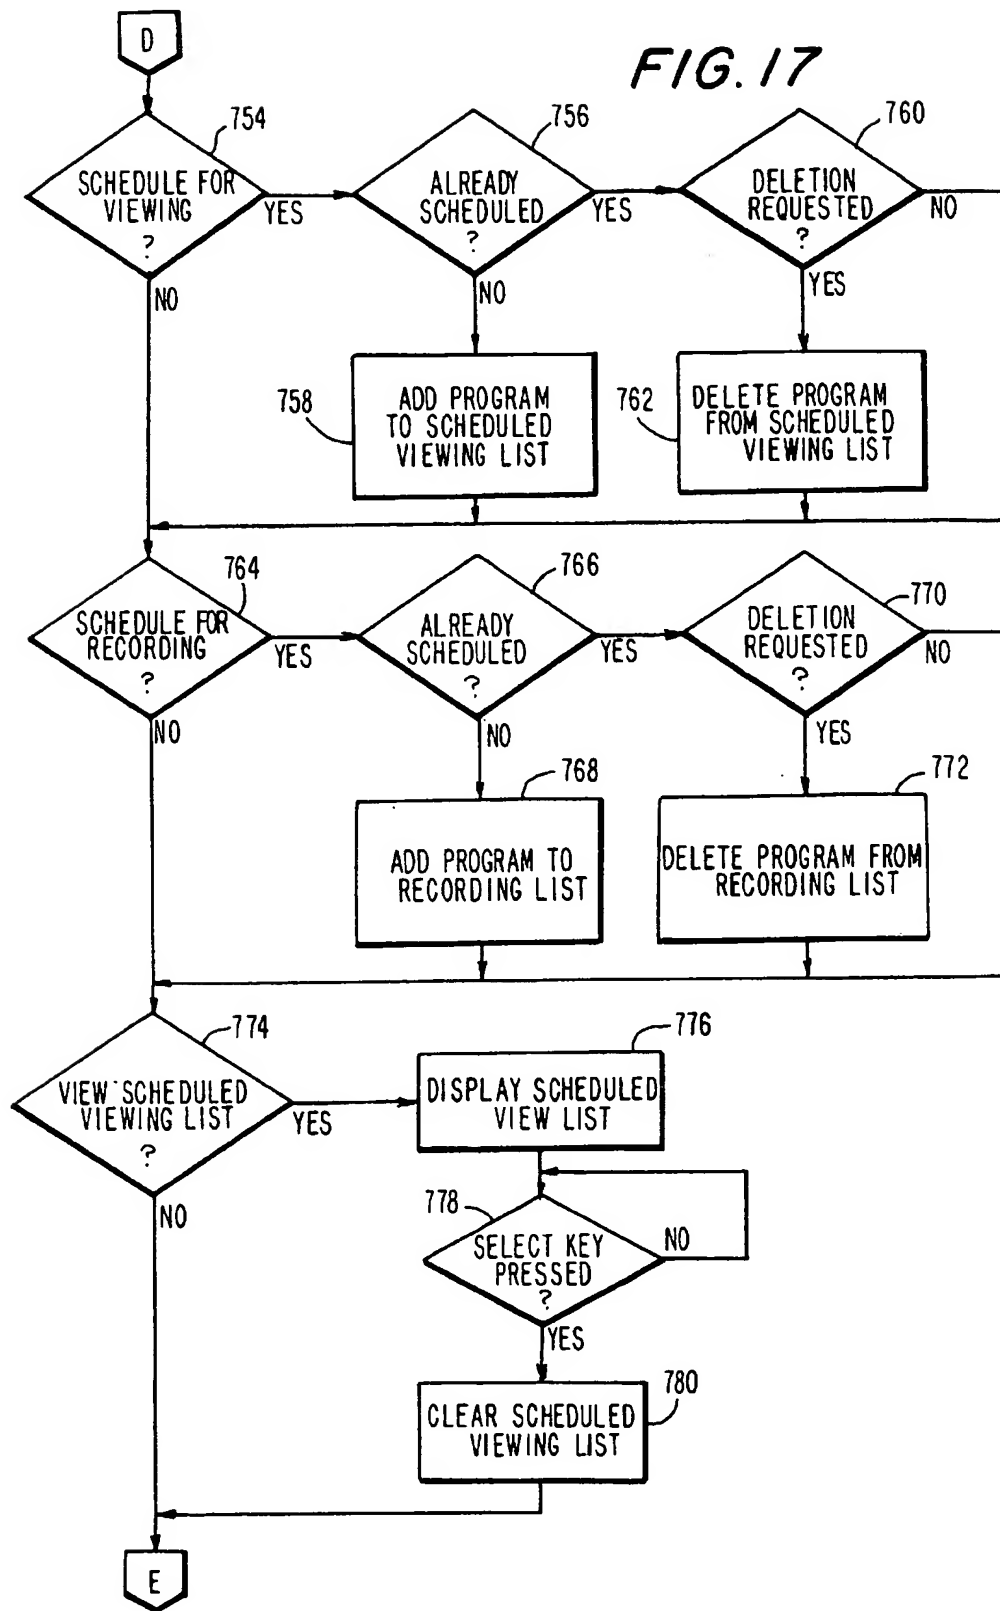 D
FIG. 17
754
SCHEDULE FOR
VIEWING
?
YES
NO
756
ALREADY
SCHEDULED
?
YES
NO
760
DELETION
REQUESTED
?
NO
YES
758
ADD PROGRAM
TO SCHEDULED
VIEWING LIST
762
DELETE PROGRAM
FROM SCHEDULED
VIEWING LIST
764
SCHEDULE FOR
RECORDING
?
YES
NO
766
ALREADY
SCHEDULED
?
YES
NO
770
DELETION
REQUESTED
?
NO
YES
768
ADD PROGRAM TO
RECORDING LIST
772
DELETE PROGRAM FROM
RECORDING LIST
774
VIEW SCHEDULED
VIEWING LIST
?
YES
NO
776
DISPLAY SCHEDULED
VIEW LIST
778
SELECT KEY
PRESSED
?
NO
YES
780
CLEAR SCHEDULED
VIEWING LIST
E